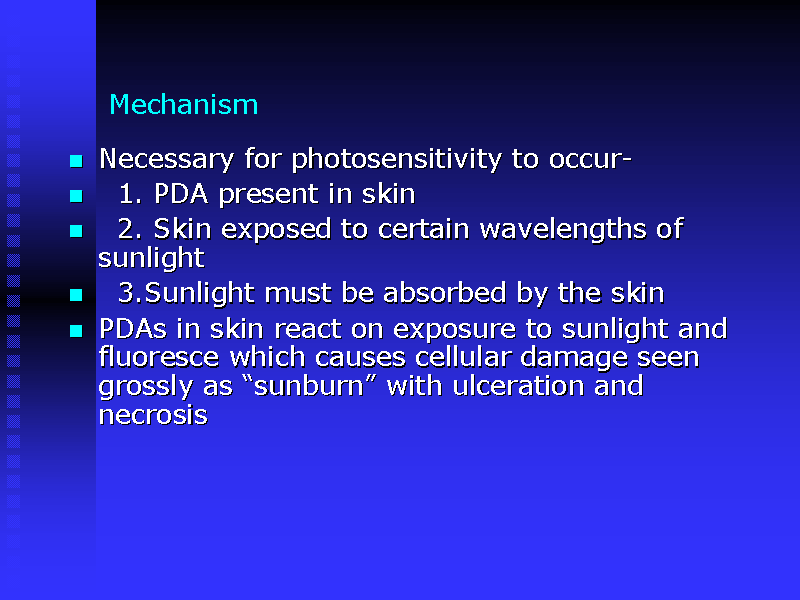 Mechanism
Necessary for photosensitivity to occur-
1. PDA present in skin
2. Skin exposed to certain wavelengths of
sunlight
3.Sunlight must be absorbed by the skin
PDAs in skin react on exposure to sunlight and
fluoresce which causes cellular damage seen
grossly as “sunburn” with ulceration and
necrosis